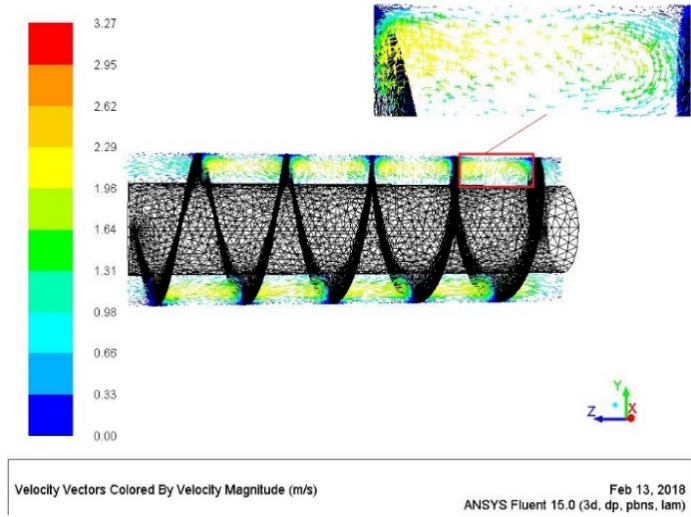 3.27
2.95
2.62
2.29
1.96
1.64
1.31
0.98
0.66
0.33
0.00
Y
Z X
Velocity Vectors Colored By Velocity Magnitude (m/s)
Feb 13, 2018
ANSYS Fluent 15.0 (3d, dp, pbns, lam)